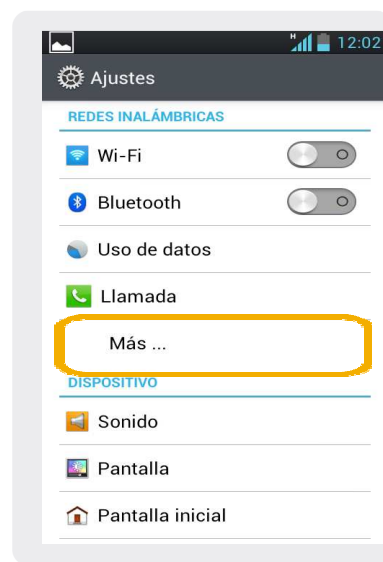 H 12:02
Ajustes
REDES INALÁMBRICAS
Wi-Fi
Bluetooth
Uso de datos
Llamada
Más ...
DISPOSITIVO
Sonido
Pantalla
Pantalla inicial